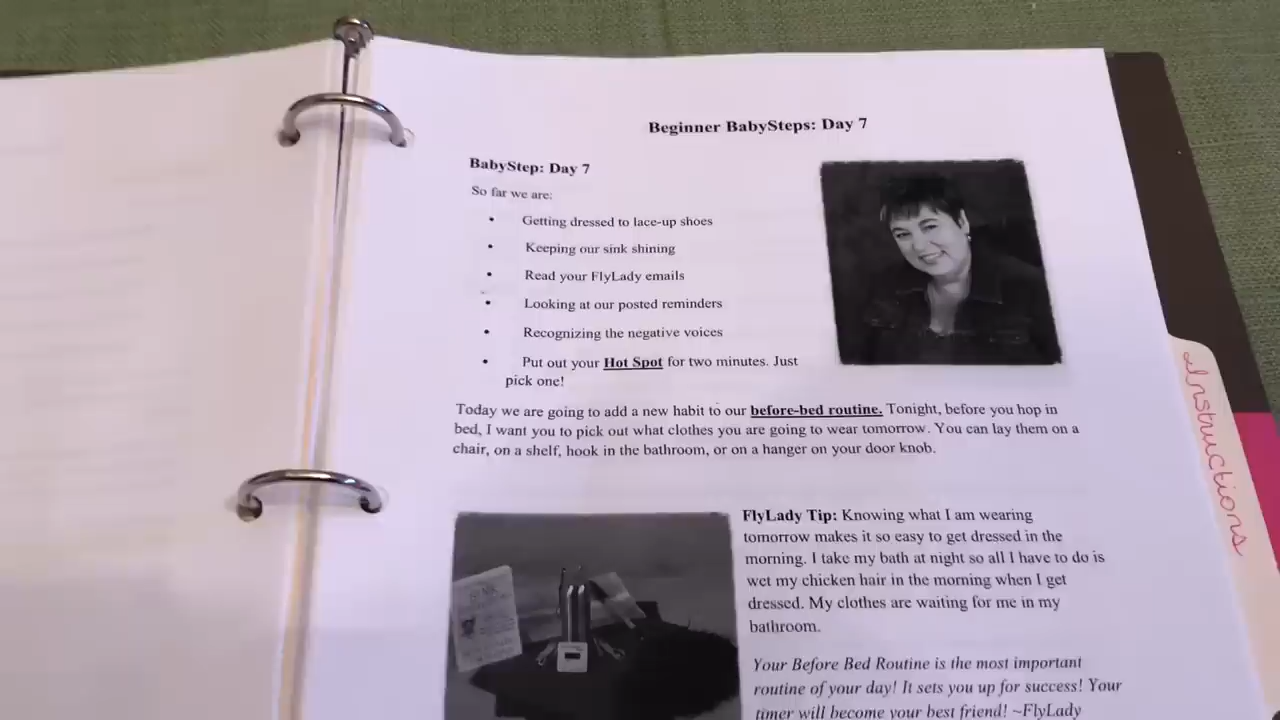 Beginner BabySteps: Day 7
BabyStep: Day 7
So far we are:
• Getting dressed to lace-up shoes
• Keeping our sink shining
• Read your FlyLady emails
• Looking at our posted reminders
• Recognizing the negative voices
• Put out your Hot Spot for two minutes. Just
pick one!
Today we are going to add a new habit to our before-bed routine. Tonight, before you hop in
bed, I want you to pick out what clothes you are going to wear tomorrow. You can lay them on a
chair, on a shelf, hook in the bathroom, or on a hanger on your door knob.
FlyLady Tip: Knowing what I am wearing
tomorrow makes it so easy to get dressed in the
morning. I take my bath at night so all I have to do is
wet my chicken hair in the morning when I get
dressed. My clothes are waiting for me in my
bathroom.
Your Before Bed Routine is the most important
routine of your day! It sets you up for success! Your
timer will become your best friend! ~FlyLady
Instructions